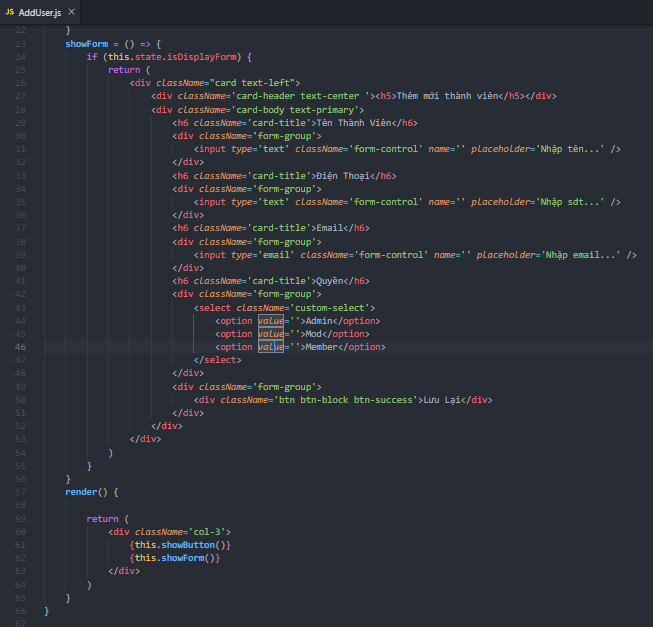 JS AddUser.js ×
22 }
23 showForm = () => {
24 if (this.state.isDisplayForm) {
25 return (
26 <div className="card text-left">
27 <div className='card-header text-center '><h5>Thêm mới thành viên</h5></div>
28 <div className='card-body text-primary'>
29 <h6 className='card-title'>Tên Thành Viên</h6>
30 <div className='form-group'>
31 <input type='text' className='form-control' name='' placeholder='Nhập tên...' />
32 </div>
33 <h6 className='card-title'>Điện Thoại</h6>
34 <div className='form-group'>
35 <input type='text' className='form-control' name='' placeholder='Nhập sdt...' />
36 </div>
37 <h6 className='card-title'>Email</h6>
38 <div className='form-group'>
39 <input type='email' className='form-control' name='' placeholder='Nhập email...' />
40 </div>
41 <h6 className='card-title'>Quyền</h6>
42 <div className='form-group'>
43 <select className='custom-select'>
44 <option value=''>Admin</option>
45 <option value=''>Mod</option>
46 <option value=''>Member</option>
47 </select>
48 </div>
49 <div className='form-group'>
50 <div className='btn btn-block btn-success'>Lưu Lại</div>
51 </div>
52 </div>
53 </div>
54 )
55 }
56 }
57 render() {
58
59 return (
60 <div className='col-3'>
61 {this.showButton()}
62 {this.showForm()}
63 </div>
64 )
65 }
66 }
67